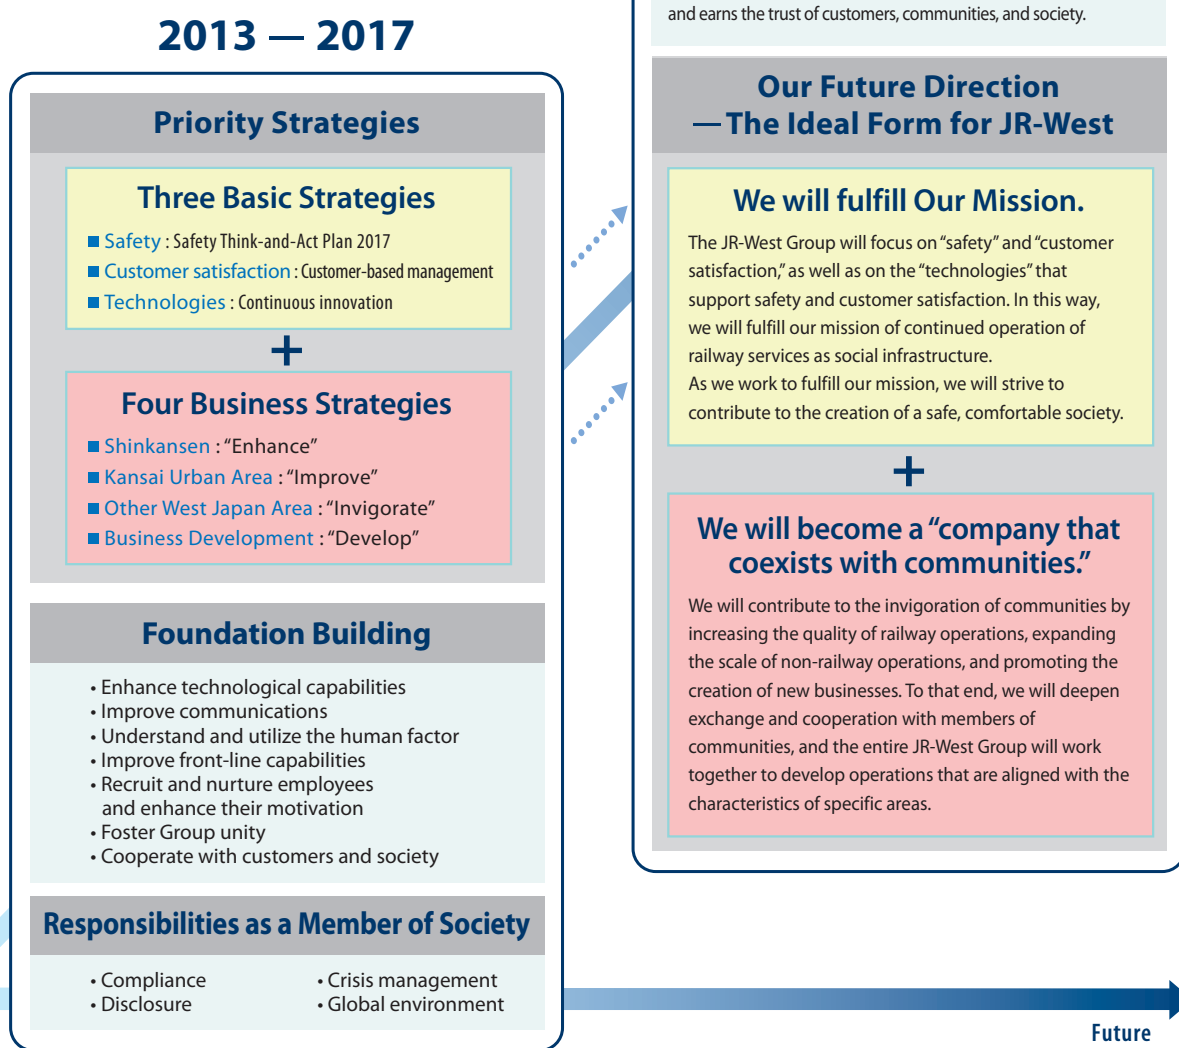 2013 — 2017
Priority Strategies
Three Basic Strategies
■ Safety : Safety Think-and-Act Plan 2017
■ Customer satisfaction : Customer-based management
■ Technologies : Continuous innovation
+
Four Business Strategies
■ Shinkansen : “Enhance”
■ Kansai Urban Area : “Improve”
■ Other West Japan Area : “Invigorate”
■ Business Development : “Develop”
Foundation Building
• Enhance technological capabilities
• Improve communications
• Understand and utilize the human factor
• Improve front-line capabilities
• Recruit and nurture employees
and enhance their motivation
• Foster Group unity
• Cooperate with customers and society
Responsibilities as a Member of Society
• Compliance
• Disclosure
• Crisis management
• Global environment
and earns the trust of customers, communities, and society.
Our Future Direction
— The Ideal Form for JR-West
We will fulfill Our Mission.
The JR-West Group will focus on “safety” and “customer
satisfaction,” as well as on the “technologies” that
support safety and customer satisfaction. In this way,
we will fulfill our mission of continued operation of
railway services as social infrastructure.
As we work to fulfill our mission, we will strive to
contribute to the creation of a safe, comfortable society.
+
We will become a “company that
coexists with communities.”
We will contribute to the invigoration of communities by
increasing the quality of railway operations, expanding
the scale of non-railway operations, and promoting the
creation of new businesses. To that end, we will deepen
exchange and cooperation with members of
communities, and the entire JR-West Group will work
together to develop operations that are aligned with the
characteristics of specific areas.
Future